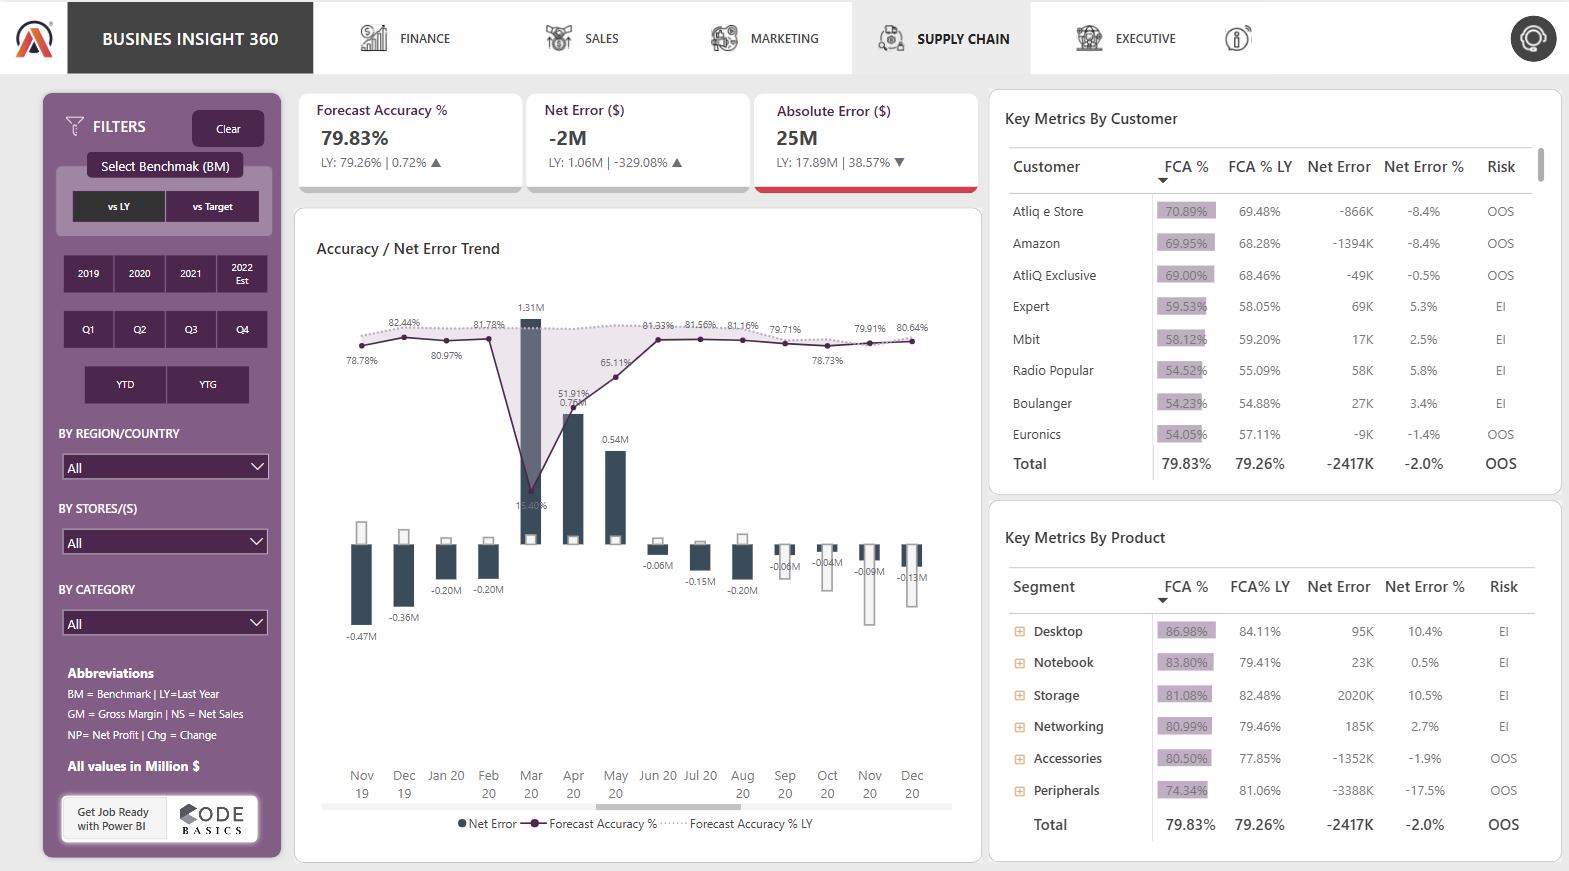 BUSINES INSIGHT 360
FINANCE
SALES
MARKETING
SUPPLY CHAIN
EXECUTIVE
FILTERS
Clear
Select Benchmak (BM)
vs LY
vs Target
2019
2020
2021
2022
Est
Q1
Q2
Q3
Q4
YTD
YTG
BY REGION/COUNTRY
All
BY STORES/(S)
All
BY CATEGORY
All
Abbreviations
BM = Benchmark | LY=Last Year
GM = Gross Margin | NS = Net Sales
NP= Net Profit | Chg = Change
All values in Million $
Get Job Ready
with Power BI
CODE
BASICS
Forecast Accuracy %
79.83%
LY: 79.26% | 0.72% ▲
Net Error ($)
-2M
LY: 1.06M | -329.08% ▲
Absolute Error ($)
25M
LY: 17.89M | 38.57% ▼
Accuracy / Net Error Trend
1.31M
82.44%
81.78%
81.33%
81.56%
81.16%
79.71%
79.91%
80.64%
78.78%
80.97%
65.11%
78.73%
51.91%
0.76M
0.54M
15.40%
-0.47M
-0.36M
-0.20M
-0.20M
-0.06M
-0.15M
-0.20M
-0.06M
-0.04M
-0.09M
-0.13M
Nov 19
Dec 19
Jan 20
Feb 20
Mar 20
Apr 20
May 20
Jun 20
Jul 20
Aug 20
Sep 20
Oct 20
Nov 20
Dec 20
Net Error
Forecast Accuracy %
Forecast Accuracy % LY
Key Metrics By Customer
Customer FCA % FCA % LY Net Error Net Error % Risk
Atliq e Store 70.89% 69.48% -866K -8.4% OOS
Amazon 69.95% 68.28% -1394K -8.4% OOS
AtliQ Exclusive 69.00% 68.46% -49K -0.5% OOS
Expert 59.53% 58.05% 69K 5.3% EI
Mbit 58.12% 59.20% 17K 2.5% EI
Radio Popular 54.52% 55.09% 58K 5.8% EI
Boulanger 54.23% 54.88% 27K 3.4% EI
Euronics 54.05% 57.11% -9K -1.4% OOS
Total 79.83% 79.26% -2417K -2.0% OOS
Key Metrics By Product
Segment FCA % FCA% LY Net Error Net Error % Risk
Desktop 86.98% 84.11% 95K 10.4% EI
Notebook 83.80% 79.41% 23K 0.5% EI
Storage 81.08% 82.48% 2020K 10.5% EI
Networking 80.99% 79.46% 185K 2.7% EI
Accessories 80.50% 77.85% -1352K -1.9% OOS
Peripherals 74.34% 81.06% -3388K -17.5% OOS
Total 79.83% 79.26% -2417K -2.0% OOS